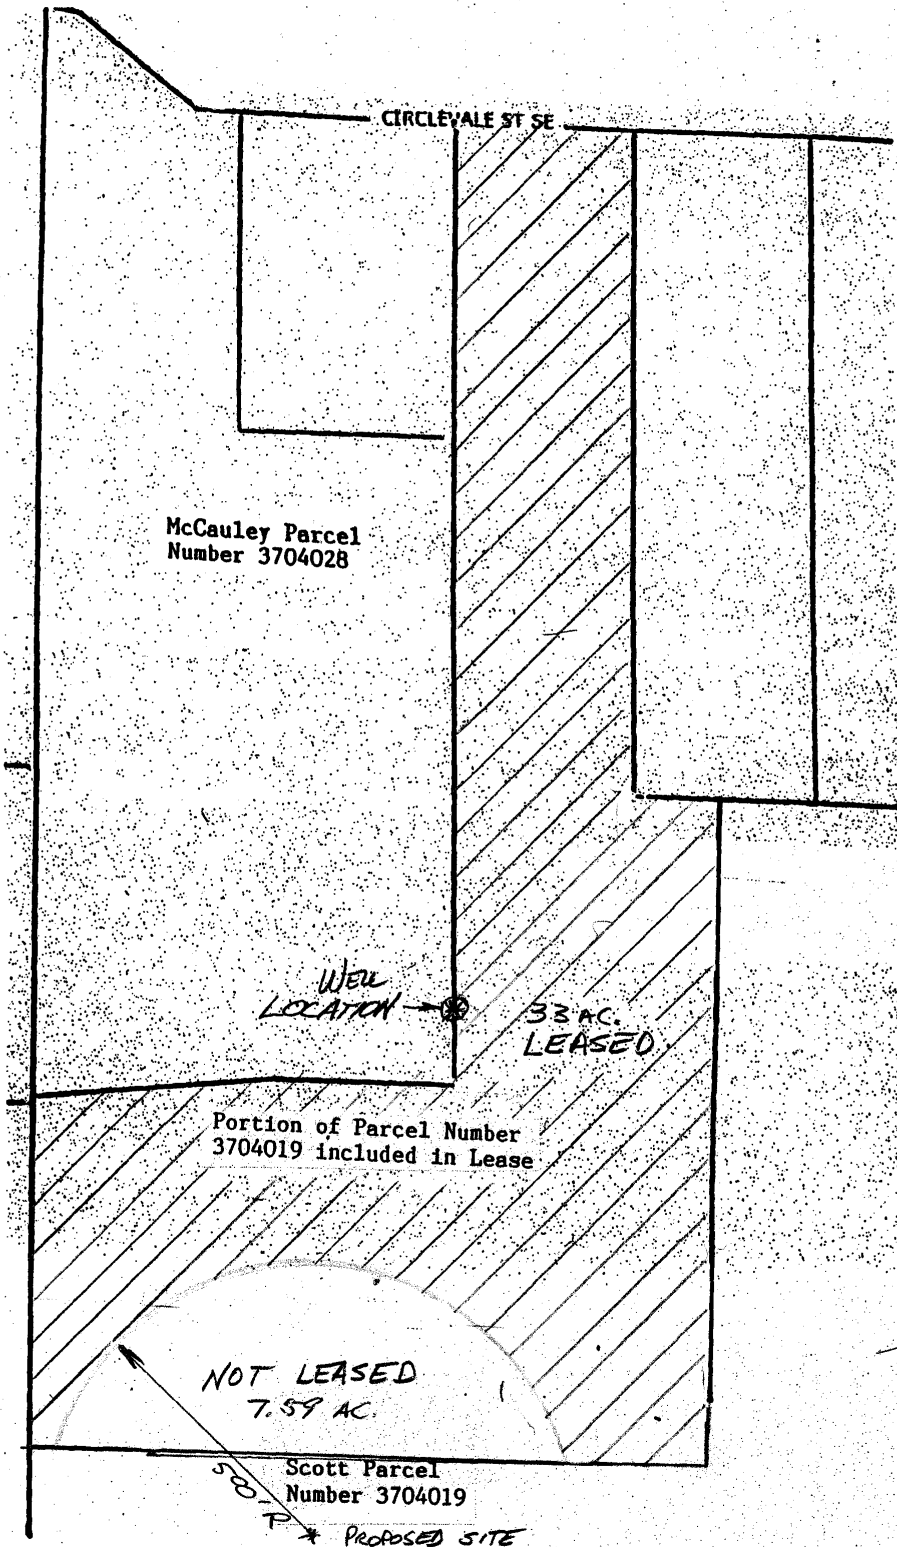 CIRCLEVALE ST SE
McCauley Parcel
Number 3704028
WELL
LOCATION
33 AC.
LEASED
Portion of Parcel Number
3704019 included in Lease
NOT LEASED
7.59 AC.
Scott Parcel
Number 3704019
500'
PROPOSED SITE